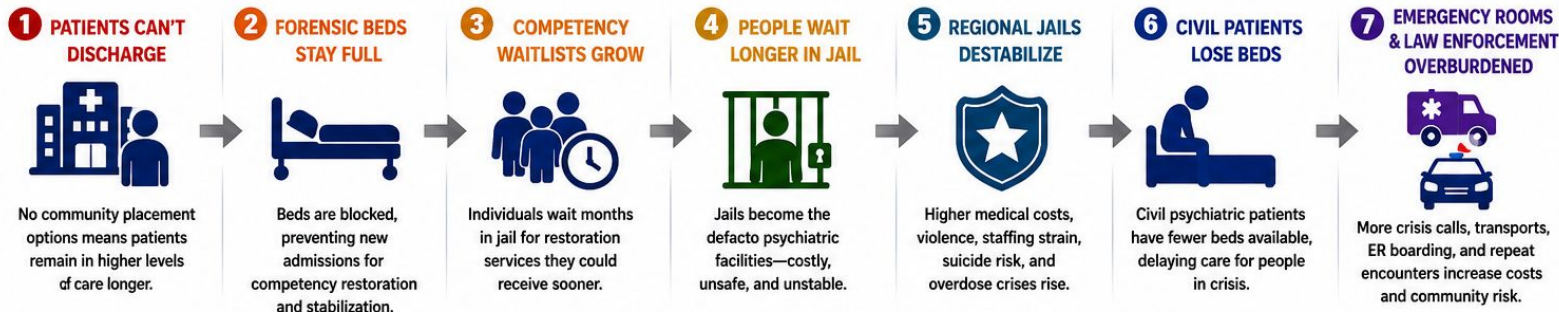 1 PATIENTS CAN'T
DISCHARGE
No community placement
options means patients
remain in higher levels
of care longer.
2 FORENSIC BEDS
STAY FULL
Beds are blocked,
preventing new
admissions for
competency restoration
and stabilization.
3 COMPETENCY
WAITLISTS GROW
Individuals wait months
in jail for restoration
services they could
receive sooner.
4 PEOPLE WAIT
LONGER IN JAIL
Jails become the
defacto psychiatric
facilities—costly,
unsafe, and unstable.
5 REGIONAL JAILS
DESTABILIZE
Higher medical costs,
violence, staffing strain,
suicide risk, and
overdose crises rise.
6 CIVIL PATIENTS
LOSE BEDS
Civil psychiatric patients
have fewer beds available,
delaying care for people
in crisis.
7 EMERGENCY ROOMS
& LAW ENFORCEMENT
OVERBURDENED
More crisis calls, transports,
ER boarding, and repeat
encounters increase costs
and community risk.